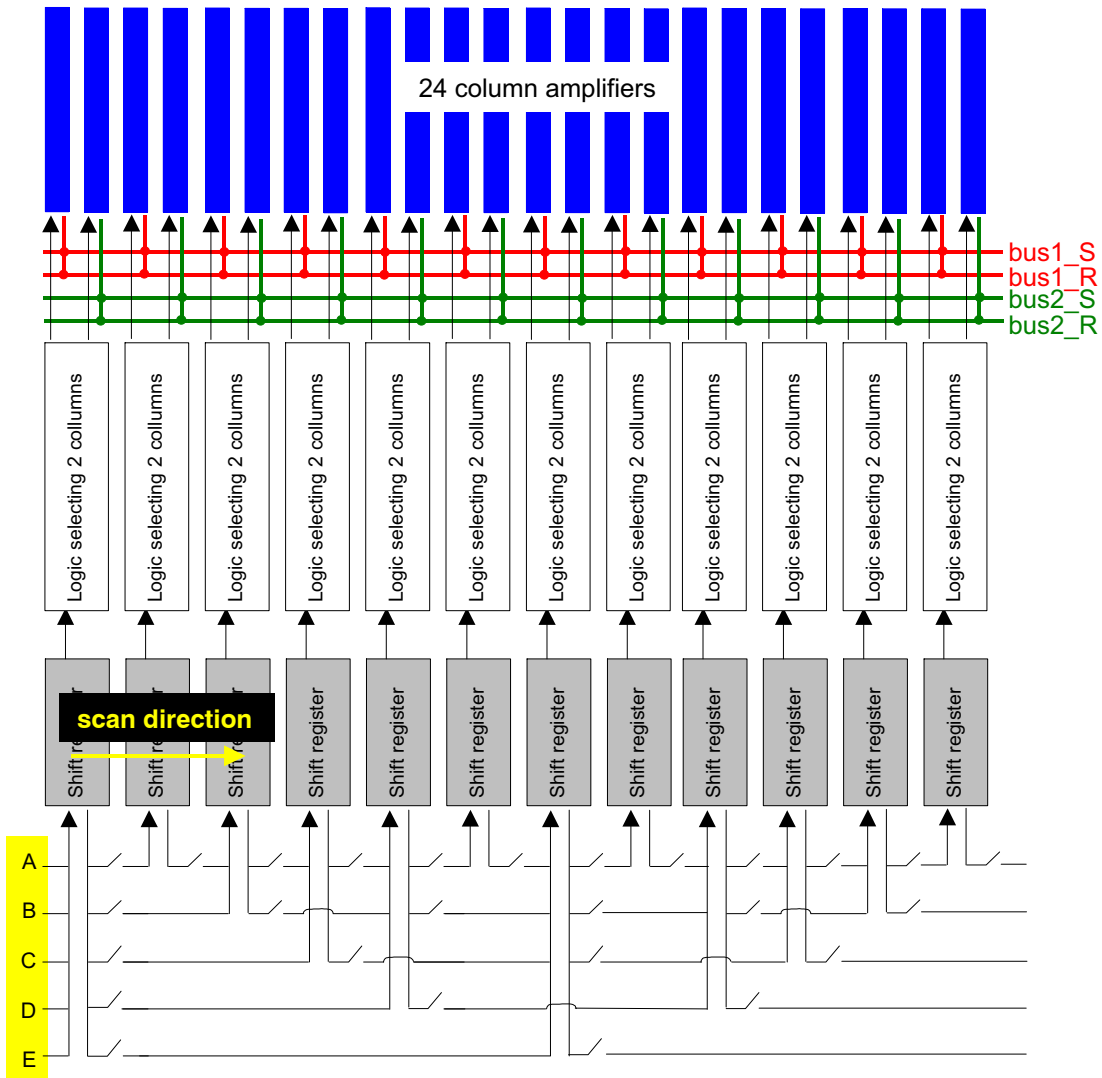 24 column amplifiers
bus1_S
bus1_R
bus2_S
bus2_R
Logic selecting 2 collumns
Logic selecting 2 collumns
Logic selecting 2 collumns
Logic selecting 2 collumns
Logic selecting 2 collumns
Logic selecting 2 collumns
Logic selecting 2 collumns
Logic selecting 2 collumns
Logic selecting 2 collumns
Logic selecting 2 collumns
Logic selecting 2 collumns
Logic selecting 2 collumns
Shift
Shift
Shift
Shift register
Shift register
Shift register
Shift register
Shift register
Shift register
Shift register
Shift register
Shift register
scan direction
A
B
C
D
E